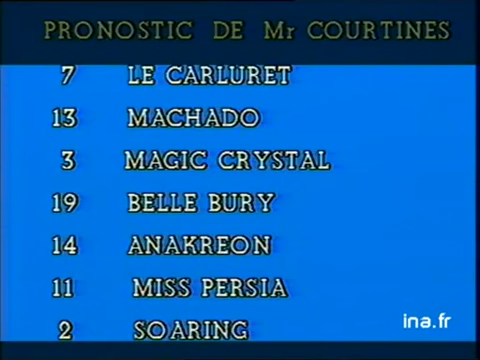 PRONOSTIC DE Mr COURTINES
7 LE CARLURET
13 MACHADO
3 MAGIC CRYSTAL
19 BELLE BURY
14 ANAKREON
11 MISS PERSIA
2 SOARING
ina.fr